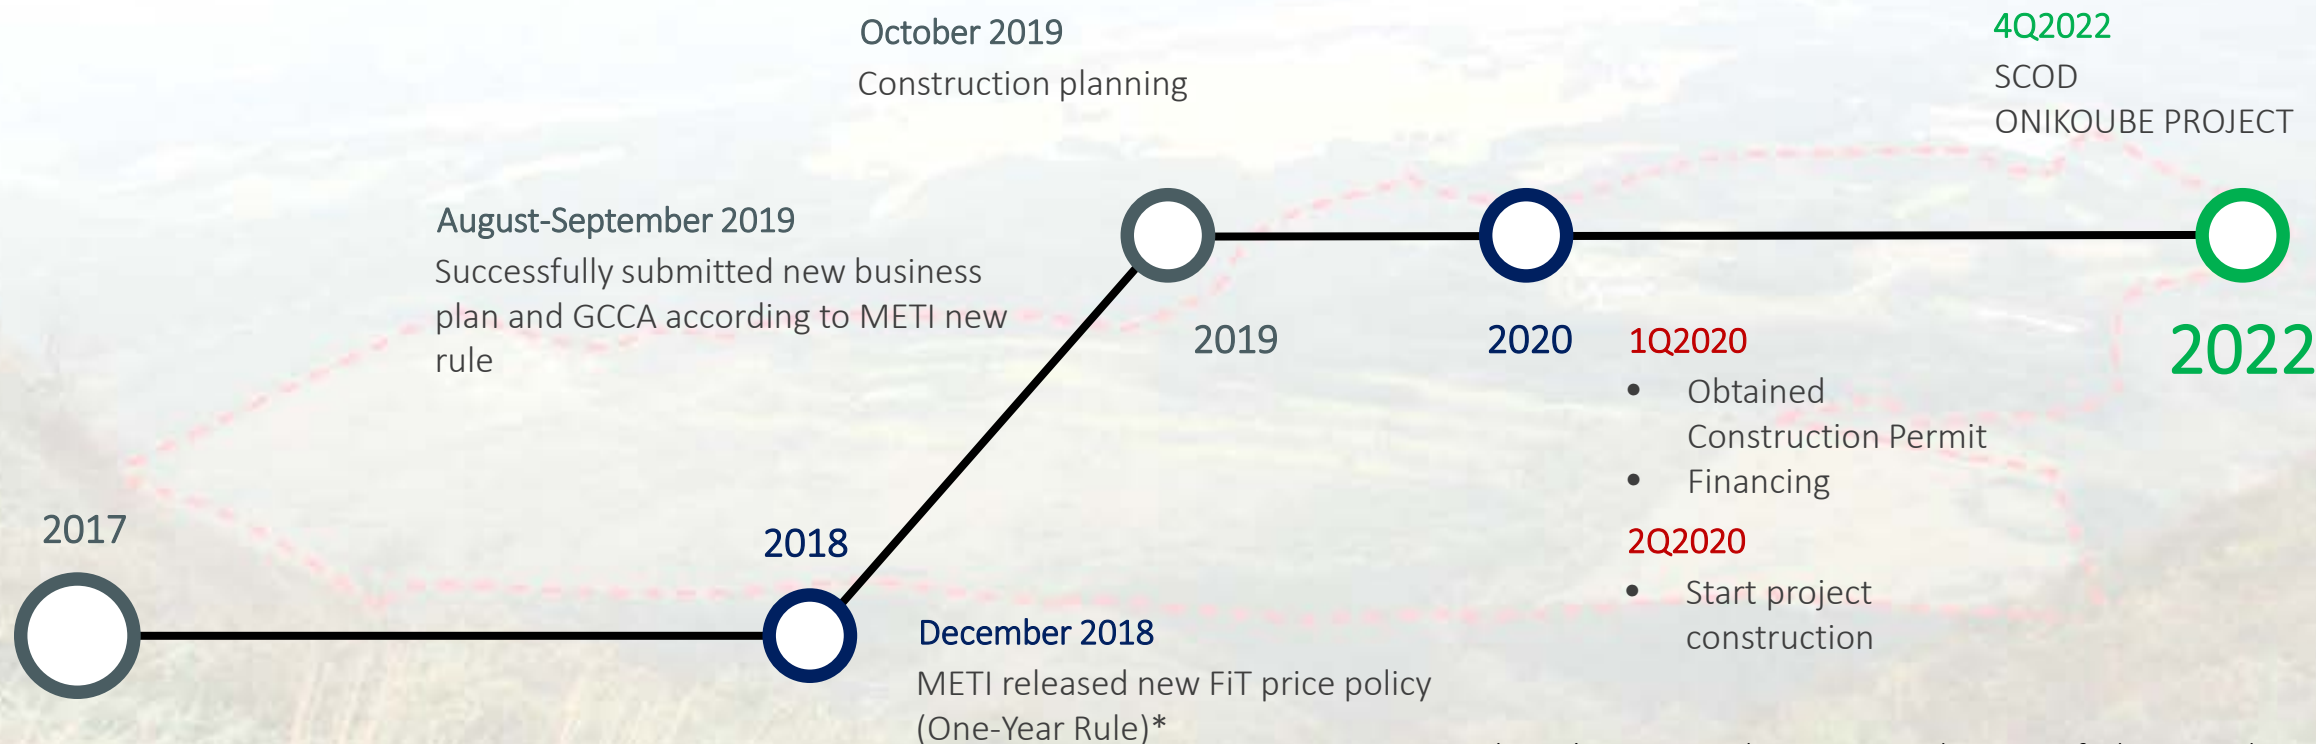 October 2019
Construction planning
4Q2022
SCOD
ONIKOUBE PROJECT
August-September 2019
Successfully submitted new business
plan and GCCA according to METI new
rule
2019
2020
2022
1Q2020
• Obtained
Construction Permit
• Financing
2Q2020
• Start project
construction
2017
2018
December 2018
METI released new FiT price policy
(One-Year Rule)*